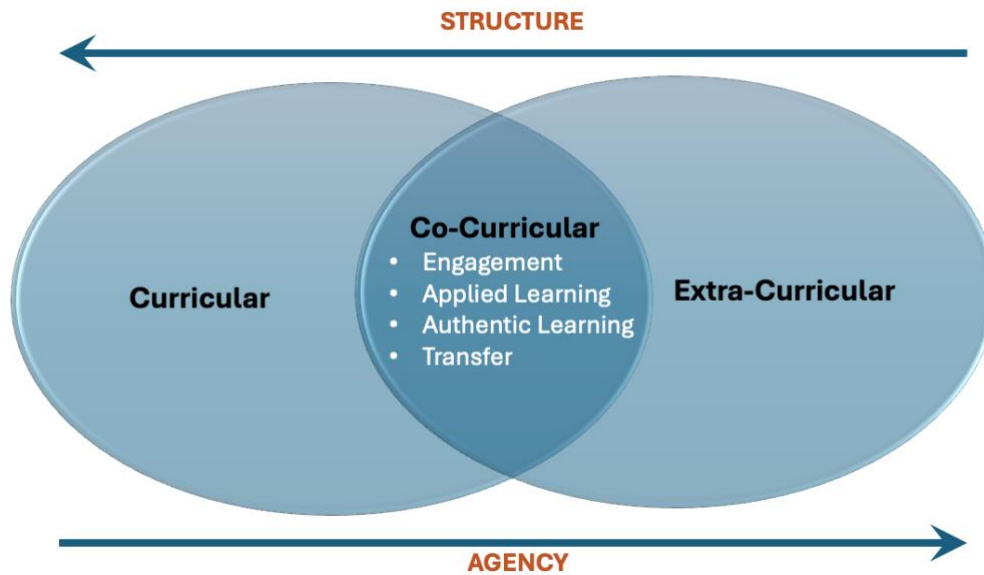 STRUCTURE
Co-Curricular
• Engagement
• Applied Learning
• Authentic Learning
• Transfer
Curricular
Extra-Curricular
AGENCY